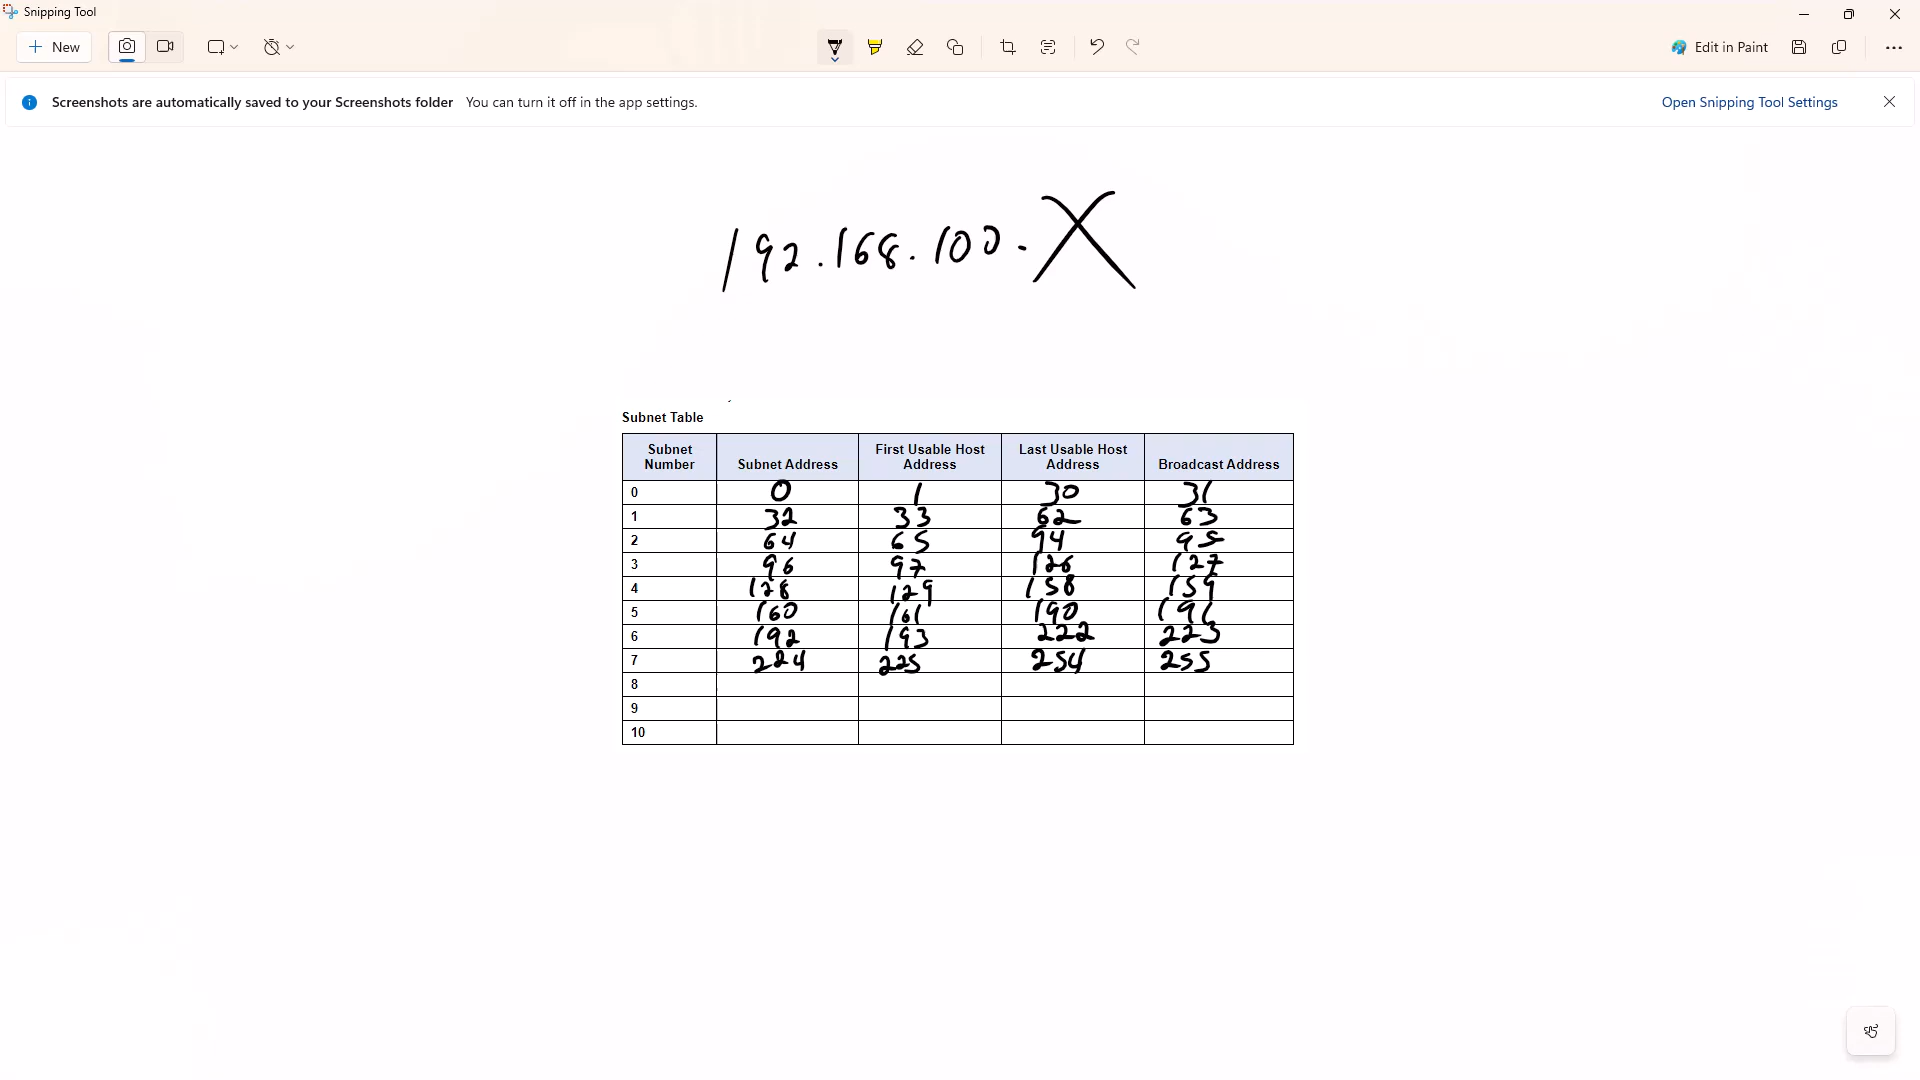 Snipping Tool
New
Edit in Paint
Screenshots are automatically saved to your Screenshots folder You can turn it off in the app settings. Open Snipping Tool Settings
192.168.100.X
Subnet Table
Subnet Number Subnet Address First Usable Host Address Last Usable Host Address Broadcast Address
0 0 1 30 31
1 32 33 62 63
2 64 65 94 95
3 96 97 126 127
4 128 129 158 159
5 160 161 190 191
6 192 193 222 223
7 224 225 254 255
8
9
10